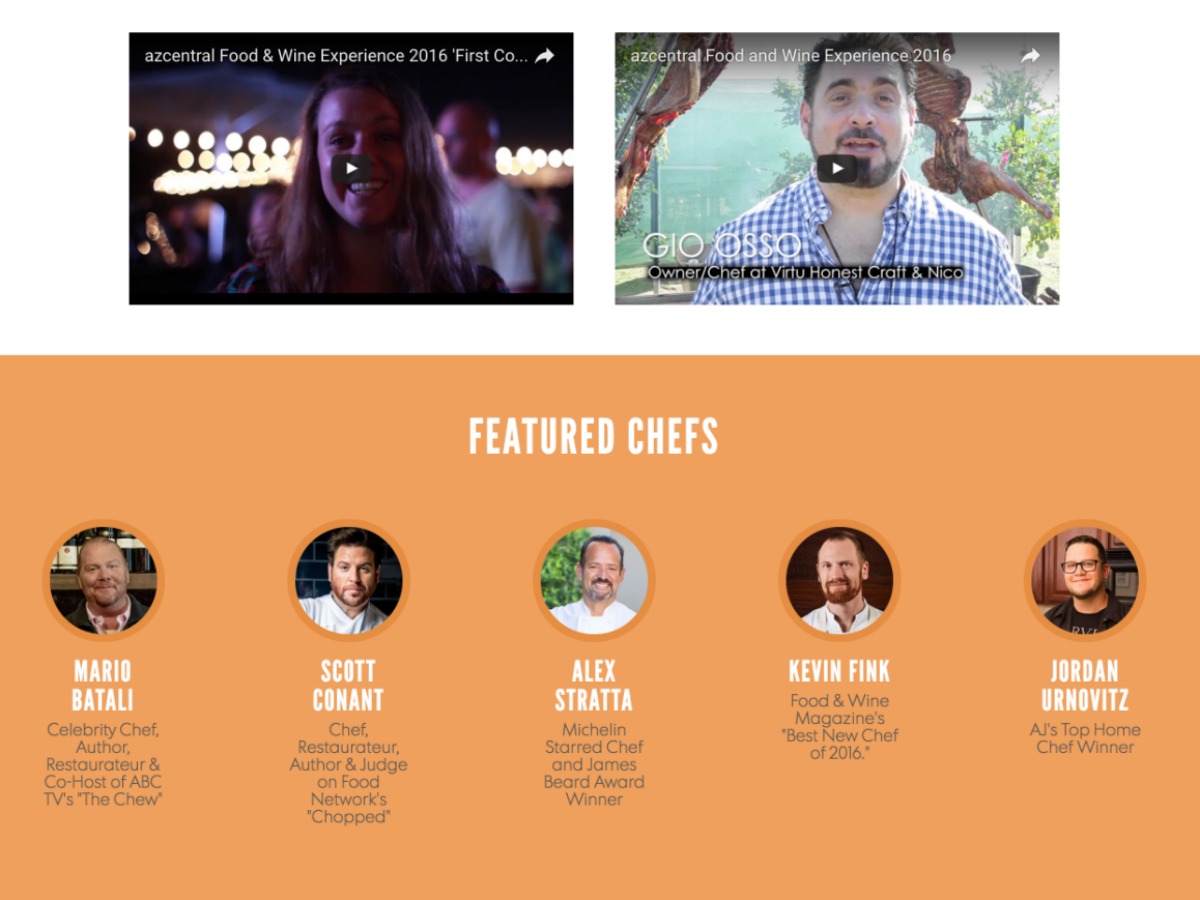 azcentral Food & Wine Experience 2016 'First Co...
azcentral Food and Wine Experience 2016
GIO OSSO
Owner/Chef at Virtu Honest Craft & Nico
FEATURED CHEFS
MARIO
BATALI
Celebrity Chef,
Author,
Restaurateur &
Co-Host of ABC
TV's "The Chew"
SCOTT
CONANT
Chef,
Restaurateur,
Author & Judge
on Food
Network's
"Chopped"
ALEX
STRATTA
Michelin
Starred Chef
and James
Beard Award
Winner
KEVIN FINK
Food & Wine
Magazine's
"Best New Chef
of 2016."
JORDAN
URNOVITZ
AJ's Top Home
Chef Winner